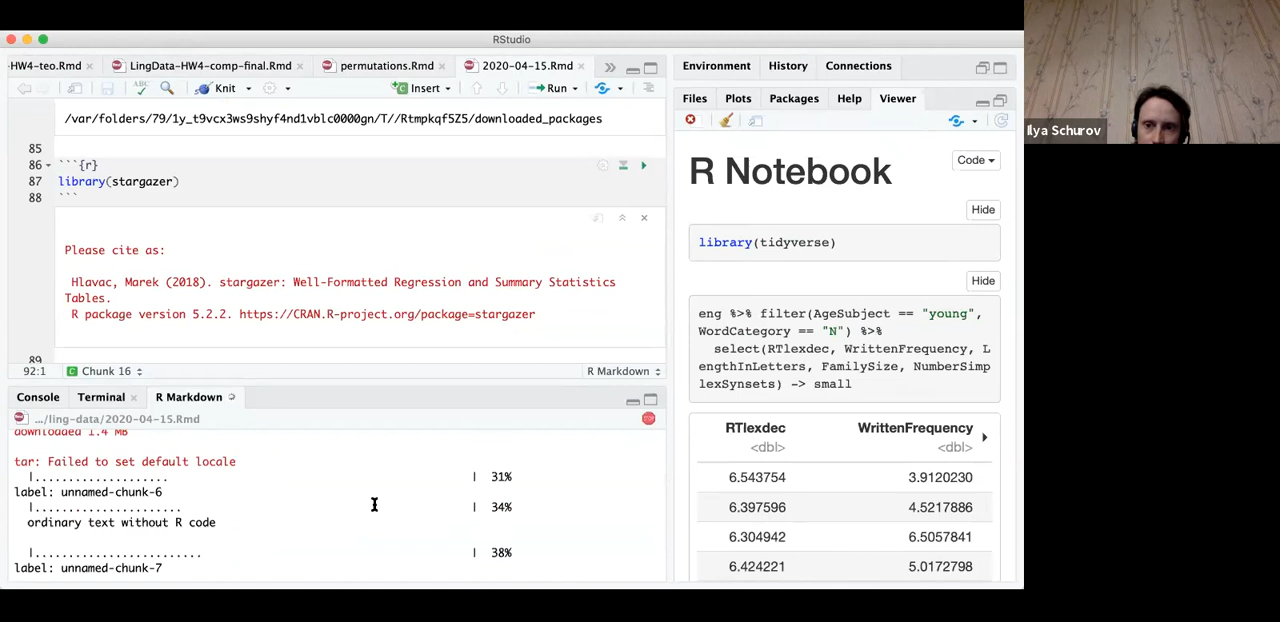 RStudio
-HW4-teo.Rmd
LingData-HW4-comp-final.Rmd
permutations.Rmd
2020-04-15.Rmd
ABC
Knit
Insert
Run
/var/folders/79/1y_t9vcx3ws9shyf4nd1vblc0000gn/T//Rtmpkqf5Z5/downloaded_packages
85
86 ```{r}
87 library(stargazer)
88 ```
Please cite as:
Hlavac, Marek (2018). stargazer: Well-Formatted Regression and Summary Statistics
Tables.
R package version 5.2.2. https://CRAN.R-project.org/package=stargazer
89
92:1 Chunk 16 R Markdown
Console Terminal R Markdown
.../ling-data/2020-04-15.Rmd
downloaded 1.4 MB
tar: Failed to set default locale
|.................... | 31%
label: unnamed-chunk-6
|...................... | 34%
ordinary text without R code
|......................... | 38%
label: unnamed-chunk-7
Environment History Connections
Files Plots Packages Help Viewer
R Notebook
Code
Hide
library(tidyverse)
Hide
eng %>% filter(AgeSubject == "young",
WordCategory == "N") %>%
select(RTlexdec, WrittenFrequency, L
engthInLetters, FamilySize, NumberSimp
lexSynsets) -> small
RTlexdec WrittenFrequency
<dbl> <dbl>
6.543754 3.9120230
6.397596 4.5217886
6.304942 6.5057841
6.424221 5.0172798
Ilya Schurov